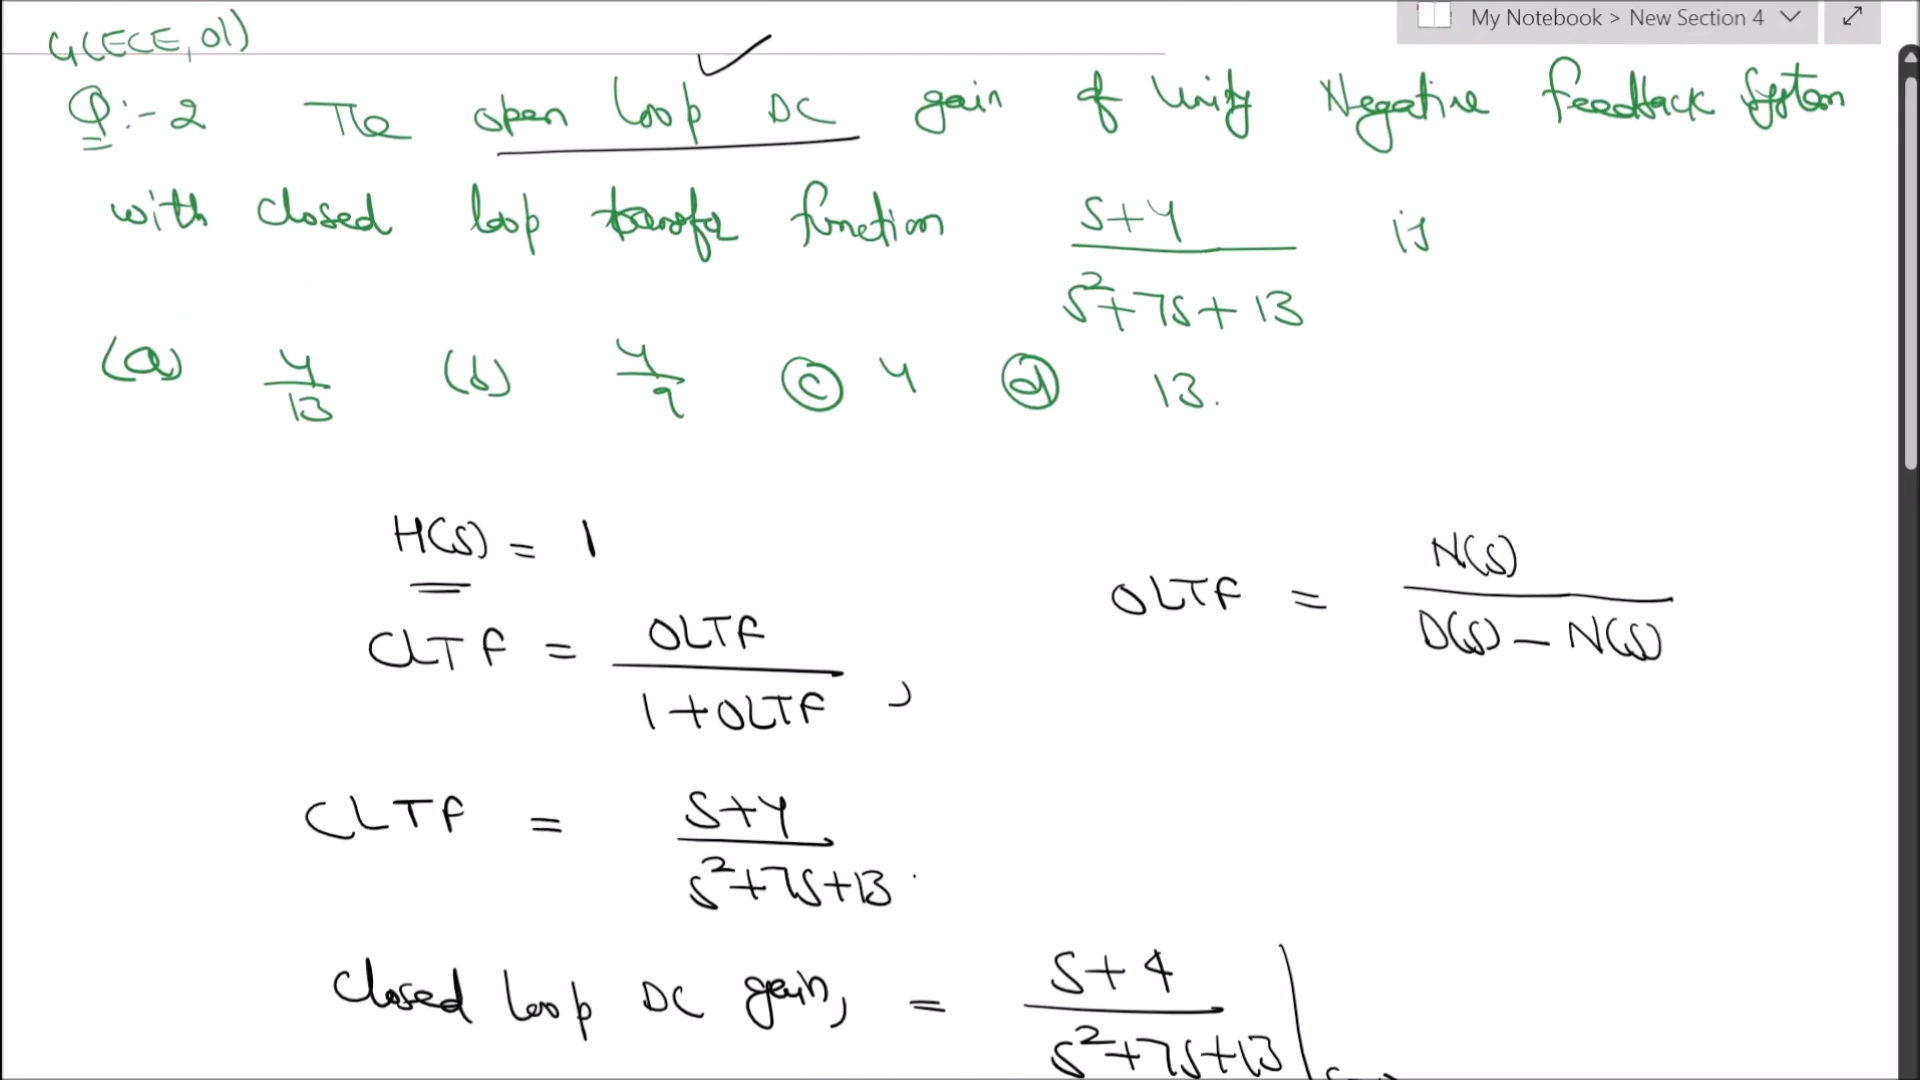 My Notebook > New Section 4
G(ECE, 01)
Q:- 2 The open loop DC gain of Unity Negative feedback System
with closed loop transfer function S+4 / S²+7S+13 is
(a) 4/13 (b) 4/9 (c) 4 (d) 13.
H(S) = 1
OLTF = N(S) / D(S) - N(S)
CLTF = OLTF / 1+OLTF ,
CLTF = S+4 / S²+7S+13 .
Closed loop DC gain, = S+4 / S²+7S+13 |